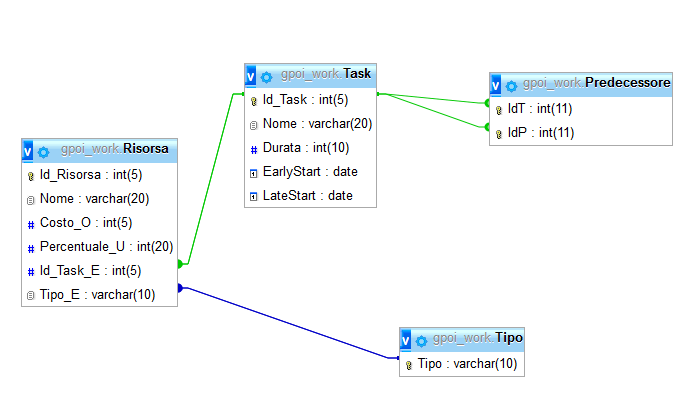 gpoi_work.Task
Id_Task : int(5)
Nome : varchar(20)
Durata : int(10)
EarlyStart : date
LateStart : date
gpoi_work.Predecessore
IdT : int(11)
IdP : int(11)
gpoi_work.Risorsa
Id_Risorsa : int(5)
Nome : varchar(20)
Costo_O : int(5)
Percentuale_U : int(20)
Id_Task_E : int(5)
Tipo_E : varchar(10)
gpoi_work.Tipo
Tipo : varchar(10)